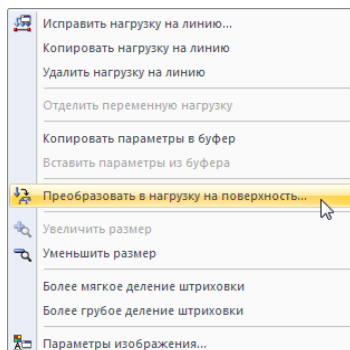 Исправить нагрузку на линию...
Копировать нагрузку на линию
Удалить нагрузку на линию
Отделить переменную нагрузку
Копировать параметры в буфер
Вставить параметры из буфера
Преобразовать в нагрузку на поверхность...
Увеличить размер
Уменьшить размер
Более мягкое деление штриховки
Более грубое деление штриховки
Параметры изображения...